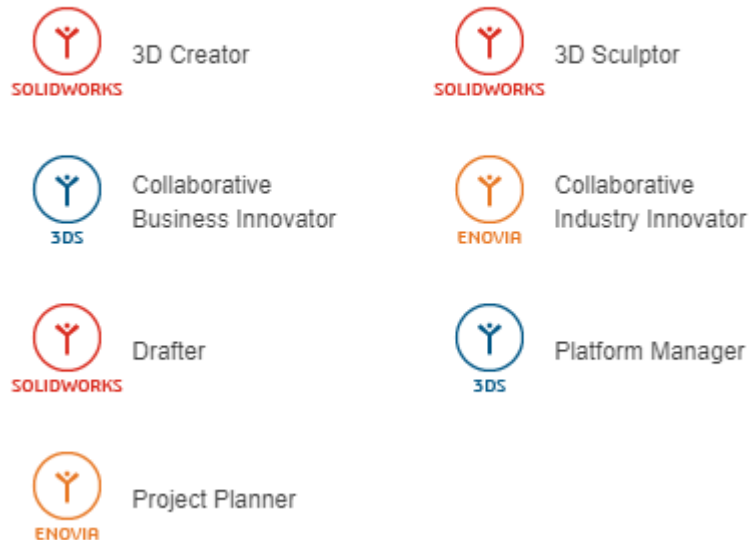 3D Creator
SOLIDWORKS
3D Sculptor
SOLIDWORKS
Collaborative
Business Innovator
3DS
Collaborative
Industry Innovator
ENOVIA
Drafter
SOLIDWORKS
Platform Manager
3DS
Project Planner
ENOVIA